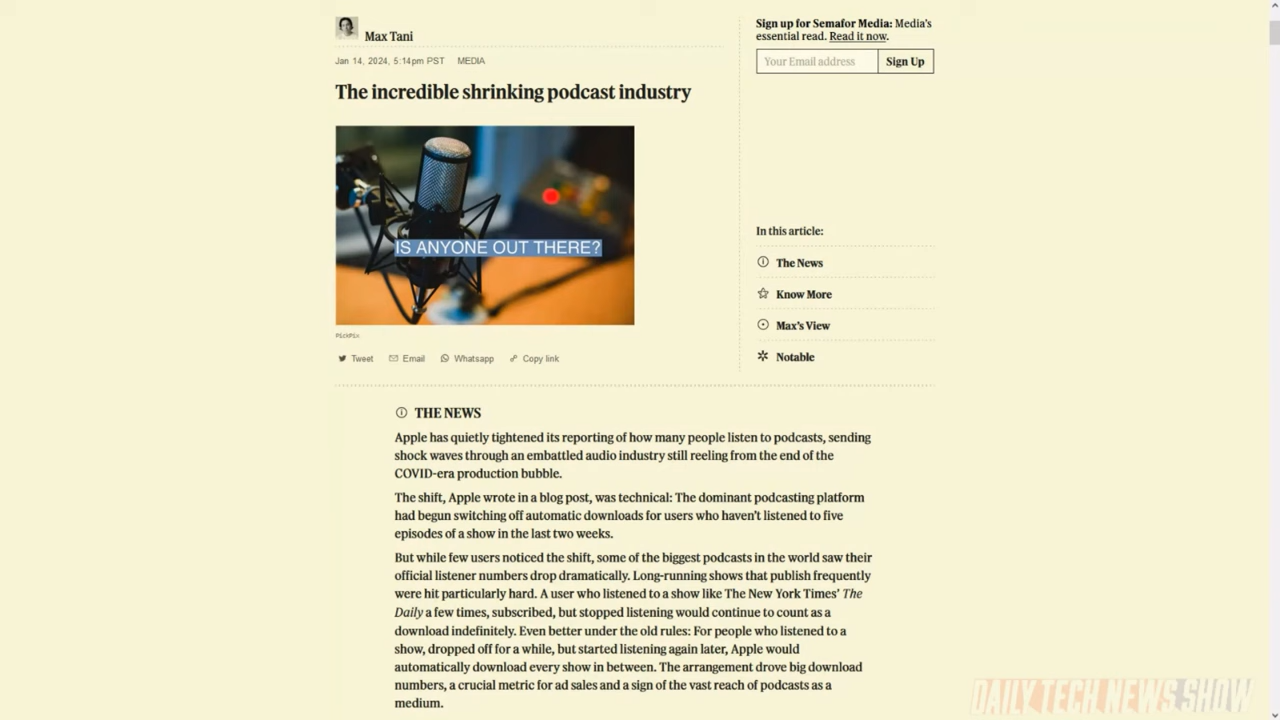 Max Tani
Jan 14, 2024, 5:14pm PST MEDIA
The incredible shrinking podcast industry
IS ANYONE OUT THERE?
PickPix
Tweet Email Whatsapp Copy link
Sign up for Semafor Media: Media's
essential read. Read it now.
Your Email address Sign Up
In this article:
The News
Know More
Max's View
Notable
THE NEWS
Apple has quietly tightened its reporting of how many people listen to podcasts, sending
shock waves through an embattled audio industry still reeling from the end of the
COVID-era production bubble.
The shift, Apple wrote in a blog post, was technical: The dominant podcasting platform
had begun switching off automatic downloads for users who haven't listened to five
episodes of a show in the last two weeks.
But while few users noticed the shift, some of the biggest podcasts in the world saw their
official listener numbers drop dramatically. Long-running shows that publish frequently
were hit particularly hard. A user who listened to a show like The New York Times' The
Daily a few times, subscribed, but stopped listening would continue to count as a
download indefinitely. Even better under the old rules: For people who listened to a
show, dropped off for a while, but started listening again later, Apple would
automatically download every show in between. The arrangement drove big download
numbers, a crucial metric for ad sales and a sign of the vast reach of podcasts as a
medium.
DAILY TECH NEWS SHOW